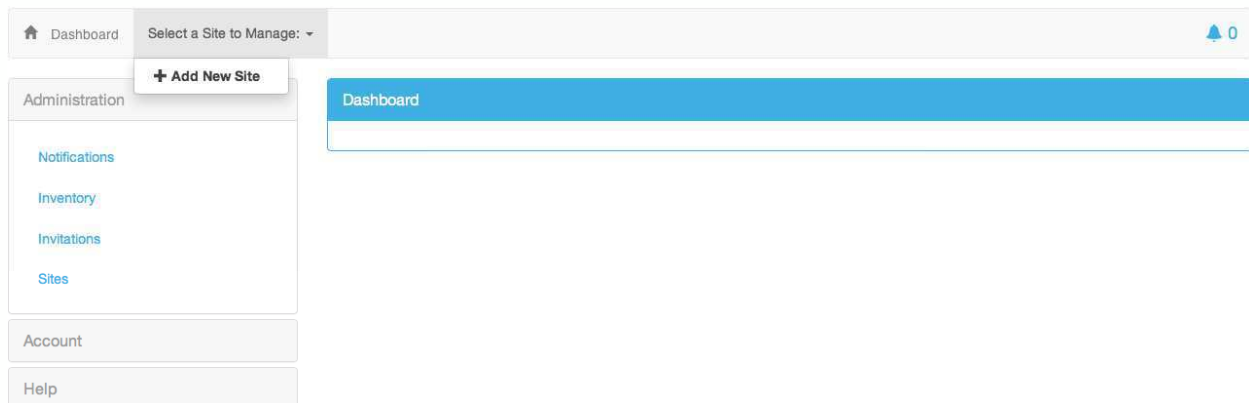 Dashboard
Select a Site to Manage:
0
Add New Site
Administration
Notifications
Inventory
Invitations
Sites
Account
Help
Dashboard